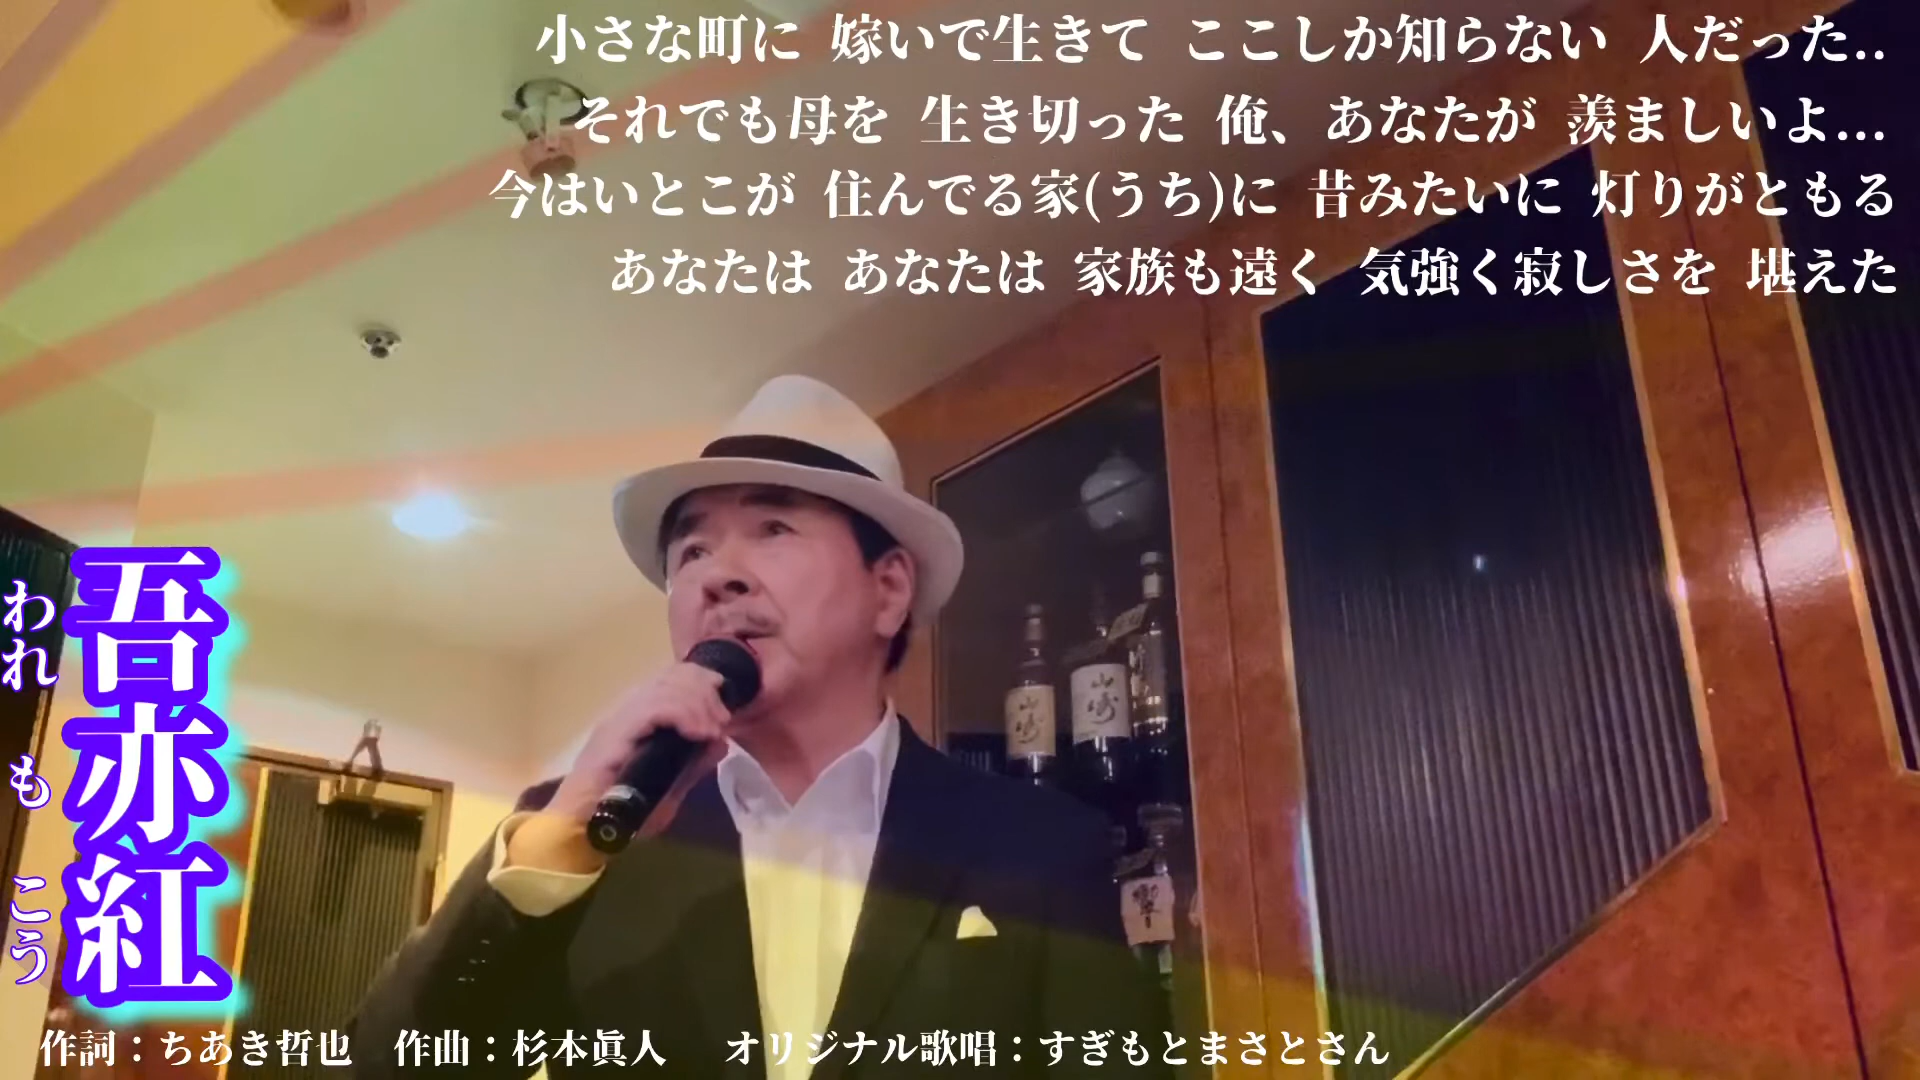 小さな町に 嫁いで生きて ここしか知らない 人だった..
それでも母を 生き切った 俺、あなたが 羨ましいよ...
今はいとこが 住んでる家(うち)に 昔みたいに 灯りがともる
あなたは あなたは 家族も遠く 気強く寂しさを 堪えた
吾亦紅
われ も こう
山崎
山崎
響
作詞：ちあき哲也 作曲：杉本眞人 オリジナル歌唱：すぎもとまさとさん